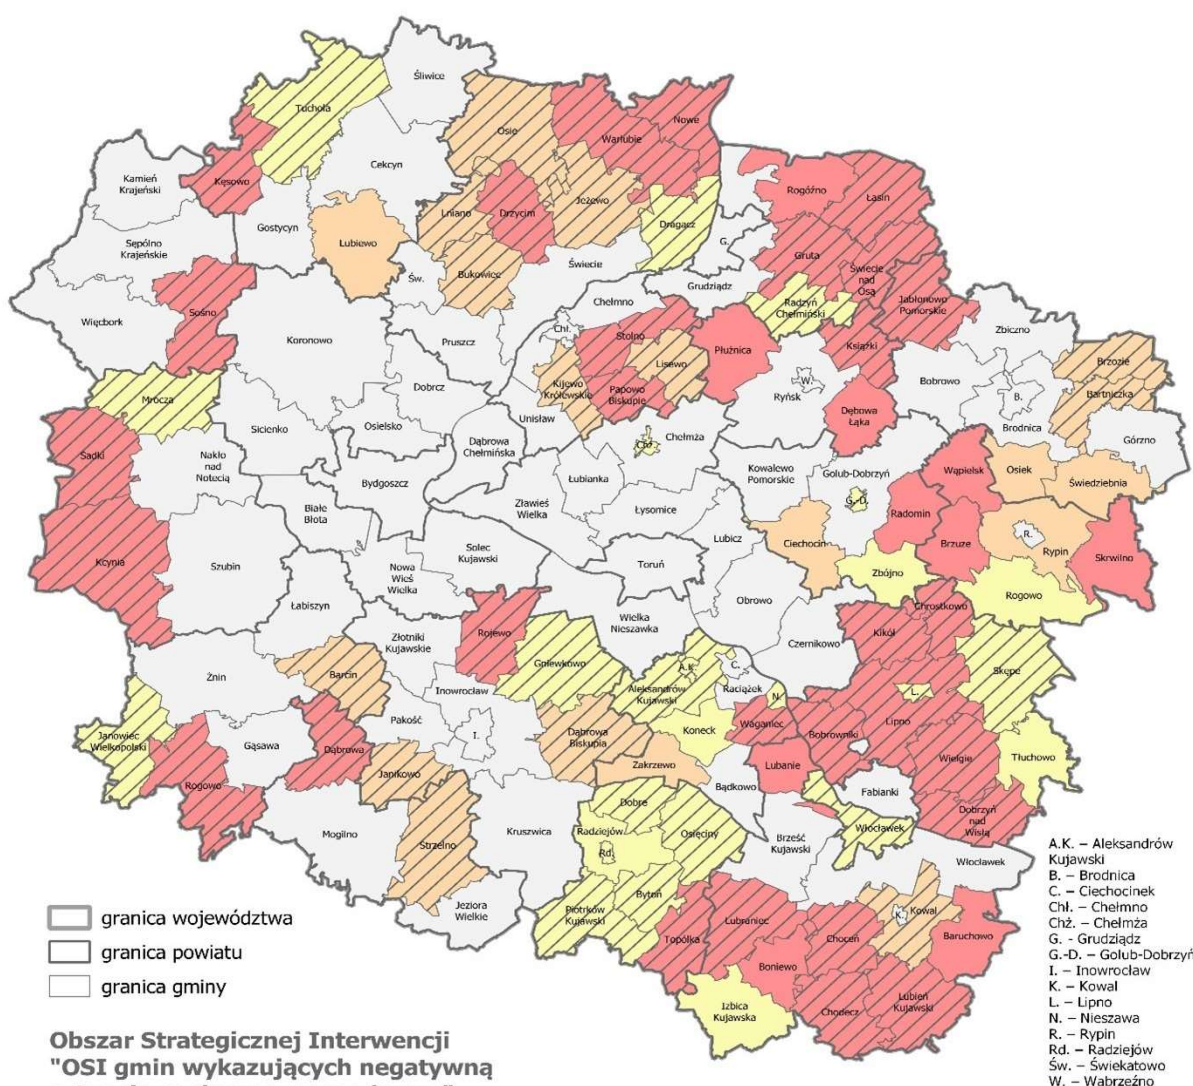 Śliwice
Tuchola
Osie
Warlubie
Nowe
Cekcyn
Kamień
Krajeński
Kęsowo
Rogóźno
Łasin
Lniano
Drzycim
Jeżewo
Dragacz
Gostycyn
Lubiewo
G.
Sępólno
Krajeńskie
Gruta
Bukowiec
Świecie
Św.
Świecie
nad
Osą
Grudziądz
Więcbork
Sośno
Chełmno
Radzyń
Chełmiński
Jabłonowo
Pomorskie
Zbiczno
Koronowo
Pruszcz
Chł.
Stolno
Płużnica
Książki
Lisewo
Brzozie
Kijewo
Królewskie
Papowo
Biskupie
W.
Ryńsk
Bobrowo
B.
Bartniczka
Mrocza
Dobrcz
Sicienko
Osielsko
Unisław
Dębowa
Łąka
Brodnica
Górzno
Dąbrowa
Chełmińska
Chż.
Chełmża
Sadki
Nakło
nad
Notecią
Kowalewo
Pomorskie
Golub-Dobrzyń
Wąpielsk
Osiek
Świedziebnia
Bydgoszcz
Łubianka
Zławieś
Wielka
Łysomice
G.-D.
Białe
Błota
Radomin
Kcynia
Szubin
Ciechocin
Brzuze
R.
Rypin
Skrwilno
Solec
Kujawski
Lubicz
Nowa
Wieś
Wielka
Toruń
Zbójno
Rogowo
Łabiszyn
Obrowo
Wielka
Nieszawka
Chrostkowo
Rojewo
Kikół
Złotniki
Kujawskie
Czernikowo
Gniewkowo
Żnin
Barcin
A.K.
C.
Skępe
Inowrocław
Aleksandrów
Kujawski
Raciążek
N.
L.
Pakość
Lipno
Janowiec
Wielkopolski
Gąsawa
Dąbrowa
I.
Dąbrowa
Biskupia
Koneck
Waganiec
Bobrowniki
Tłuchowo
Wielgie
Rogowo
Janikowo
Zakrzewo
Lubanie
Bądkowo
Fabianki
Dobre
Dobrzyń
nad
Wisłą
Mogilno
Strzelno
Kruszwica
Radziejów
Osięciny
Rd.
Brześć
Kujawski
Włocławek
Włocławek
Jeziora
Wielkie
Bytoń
Piotrków
Kujawski
Kowal
K.
Lubraniec
Topólka
Choceń
Baruchowo
Boniewo
Izbica
Kujawska
Chodecz
Lubień
Kujawski
granica województwa
granica powiatu
granica gminy
Obszar Strategicznej Interwencji
"OSI gmin wykazujących negatywną
A.K. – Aleksandrów
Kujawski
B. – Brodnica
C. – Ciechocinek
Chł. – Chełmno
Chż. – Chełmża
G. - Grudziądz
G.-D. – Golub-Dobrzyń
I. – Inowrocław
K. – Kowal
L. – Lipno
N. – Nieszawa
R. – Rypin
Rd. – Radziejów
Św. – Świekatowo
W. – Wąbrzeźno